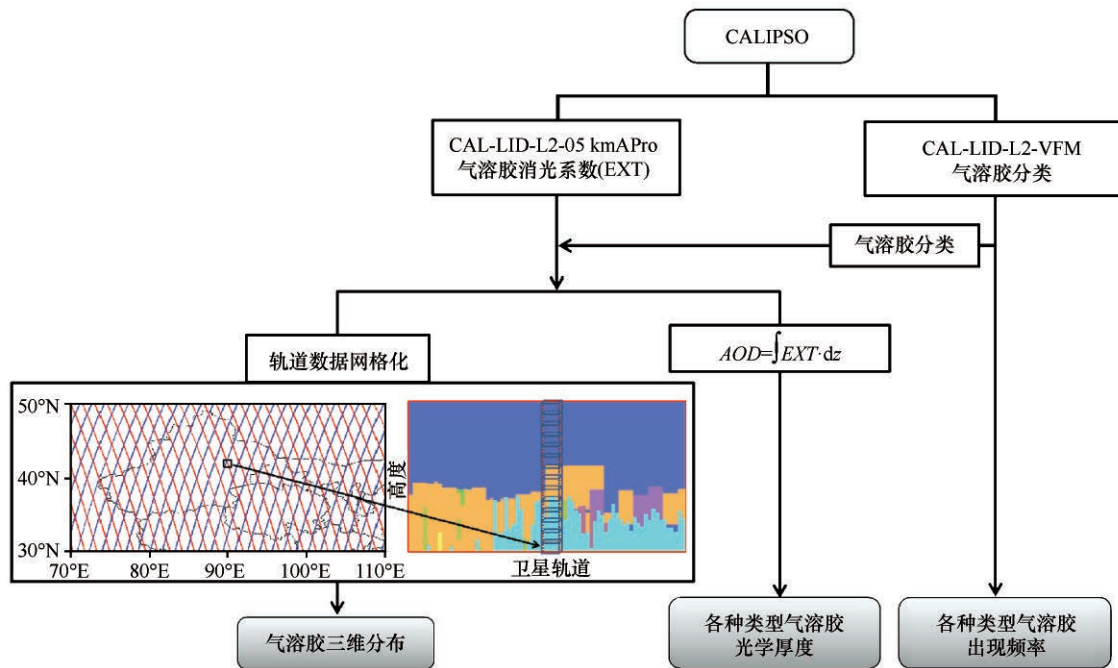 CALIPSO
CAL-LID-L2-05 kmAPro
气溶胶消光系数(EXT)
CAL-LID-L2-VFM
气溶胶分类
气溶胶分类
轨道数据网格化
AOD=∫EXT·dz
50°N
40°N
30°N
70°E 80°E 90°E 100°E 110°E
高度
卫星轨道
气溶胶三维分布
各种类型气溶胶
光学厚度
各种类型气溶胶
出现频率